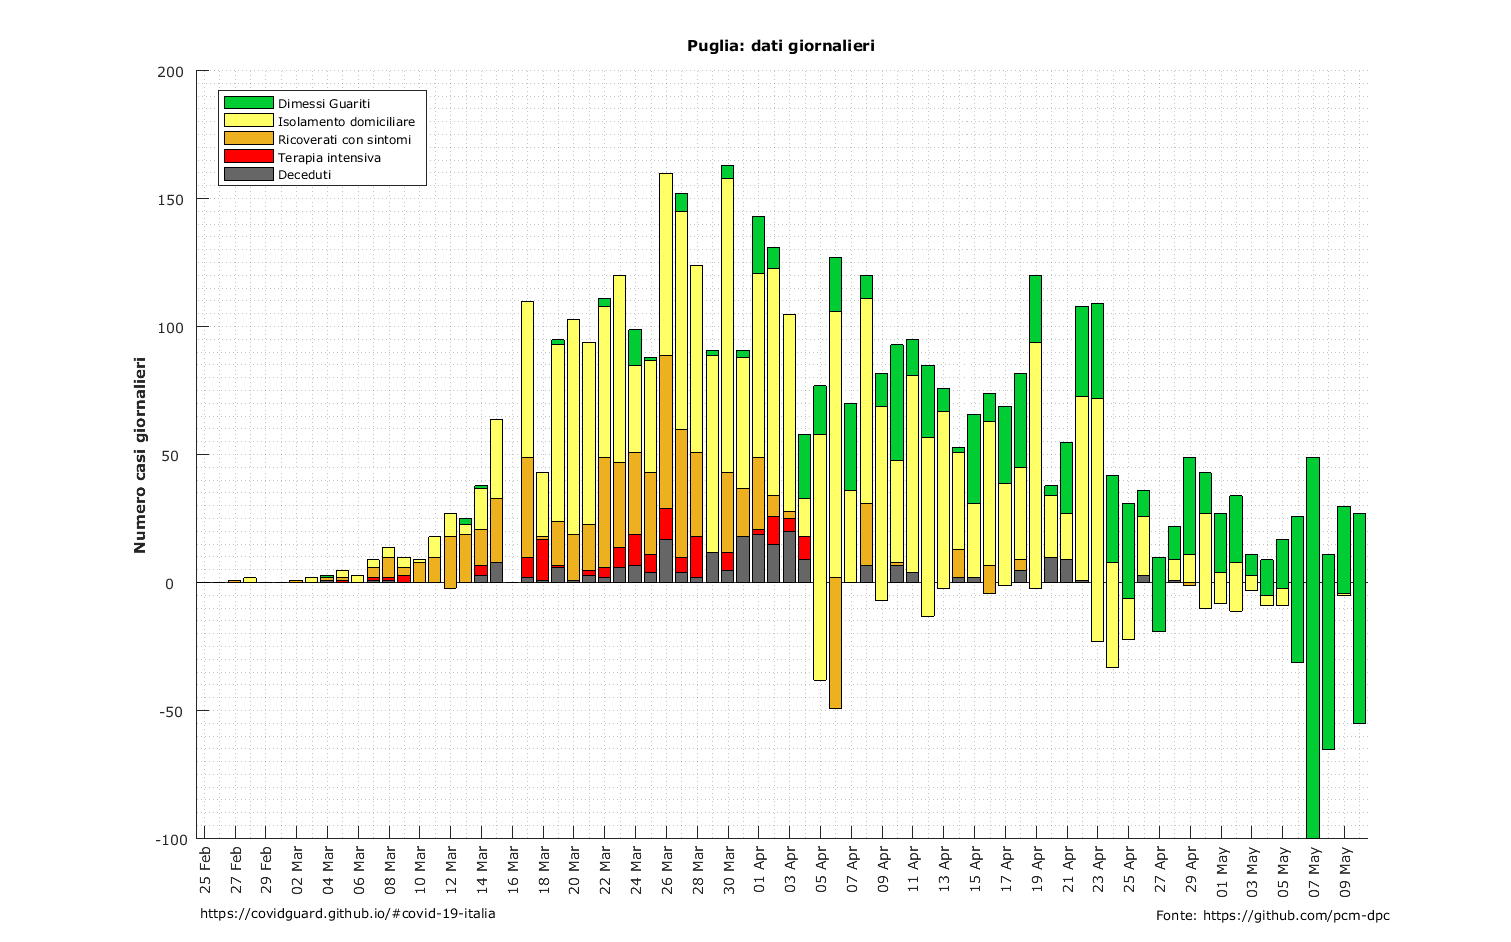 Puglia: dati giornalieri
200
150
100
50
0
-50
-100
Numero casi giornalieri
Dimessi Guariti
Isolamento domiciliare
Ricoverati con sintomi
Terapia intensiva
Deceduti
25 Feb
27 Feb
29 Feb
02 Mar
04 Mar
06 Mar
08 Mar
10 Mar
12 Mar
14 Mar
16 Mar
18 Mar
20 Mar
22 Mar
24 Mar
26 Mar
28 Mar
30 Mar
01 Apr
03 Apr
05 Apr
07 Apr
09 Apr
11 Apr
13 Apr
15 Apr
17 Apr
19 Apr
21 Apr
23 Apr
25 Apr
27 Apr
29 Apr
01 May
03 May
05 May
07 May
09 May
https://covidguard.github.io/#covid-19-italia
Fonte: https://github.com/pcm-dpc